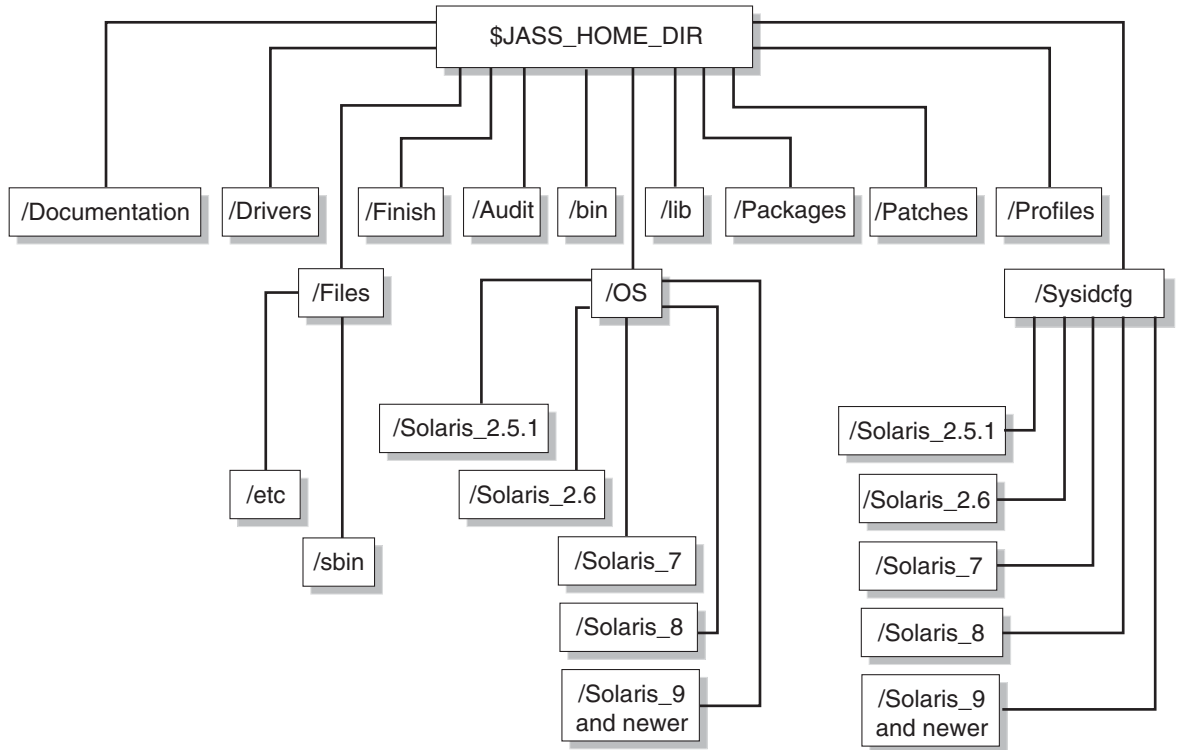 $JASS_HOME_DIR
/Documentation
/Drivers
/Finish
/Audit
/bin
/lib
/Packages
/Patches
/Profiles
/Files
/OS
/Sysidcfg
/etc
/sbin
/Solaris_2.5.1
/Solaris_2.6
/Solaris_7
/Solaris_8
/Solaris_9
and newer
/Solaris_2.5.1
/Solaris_2.6
/Solaris_7
/Solaris_8
/Solaris_9
and newer